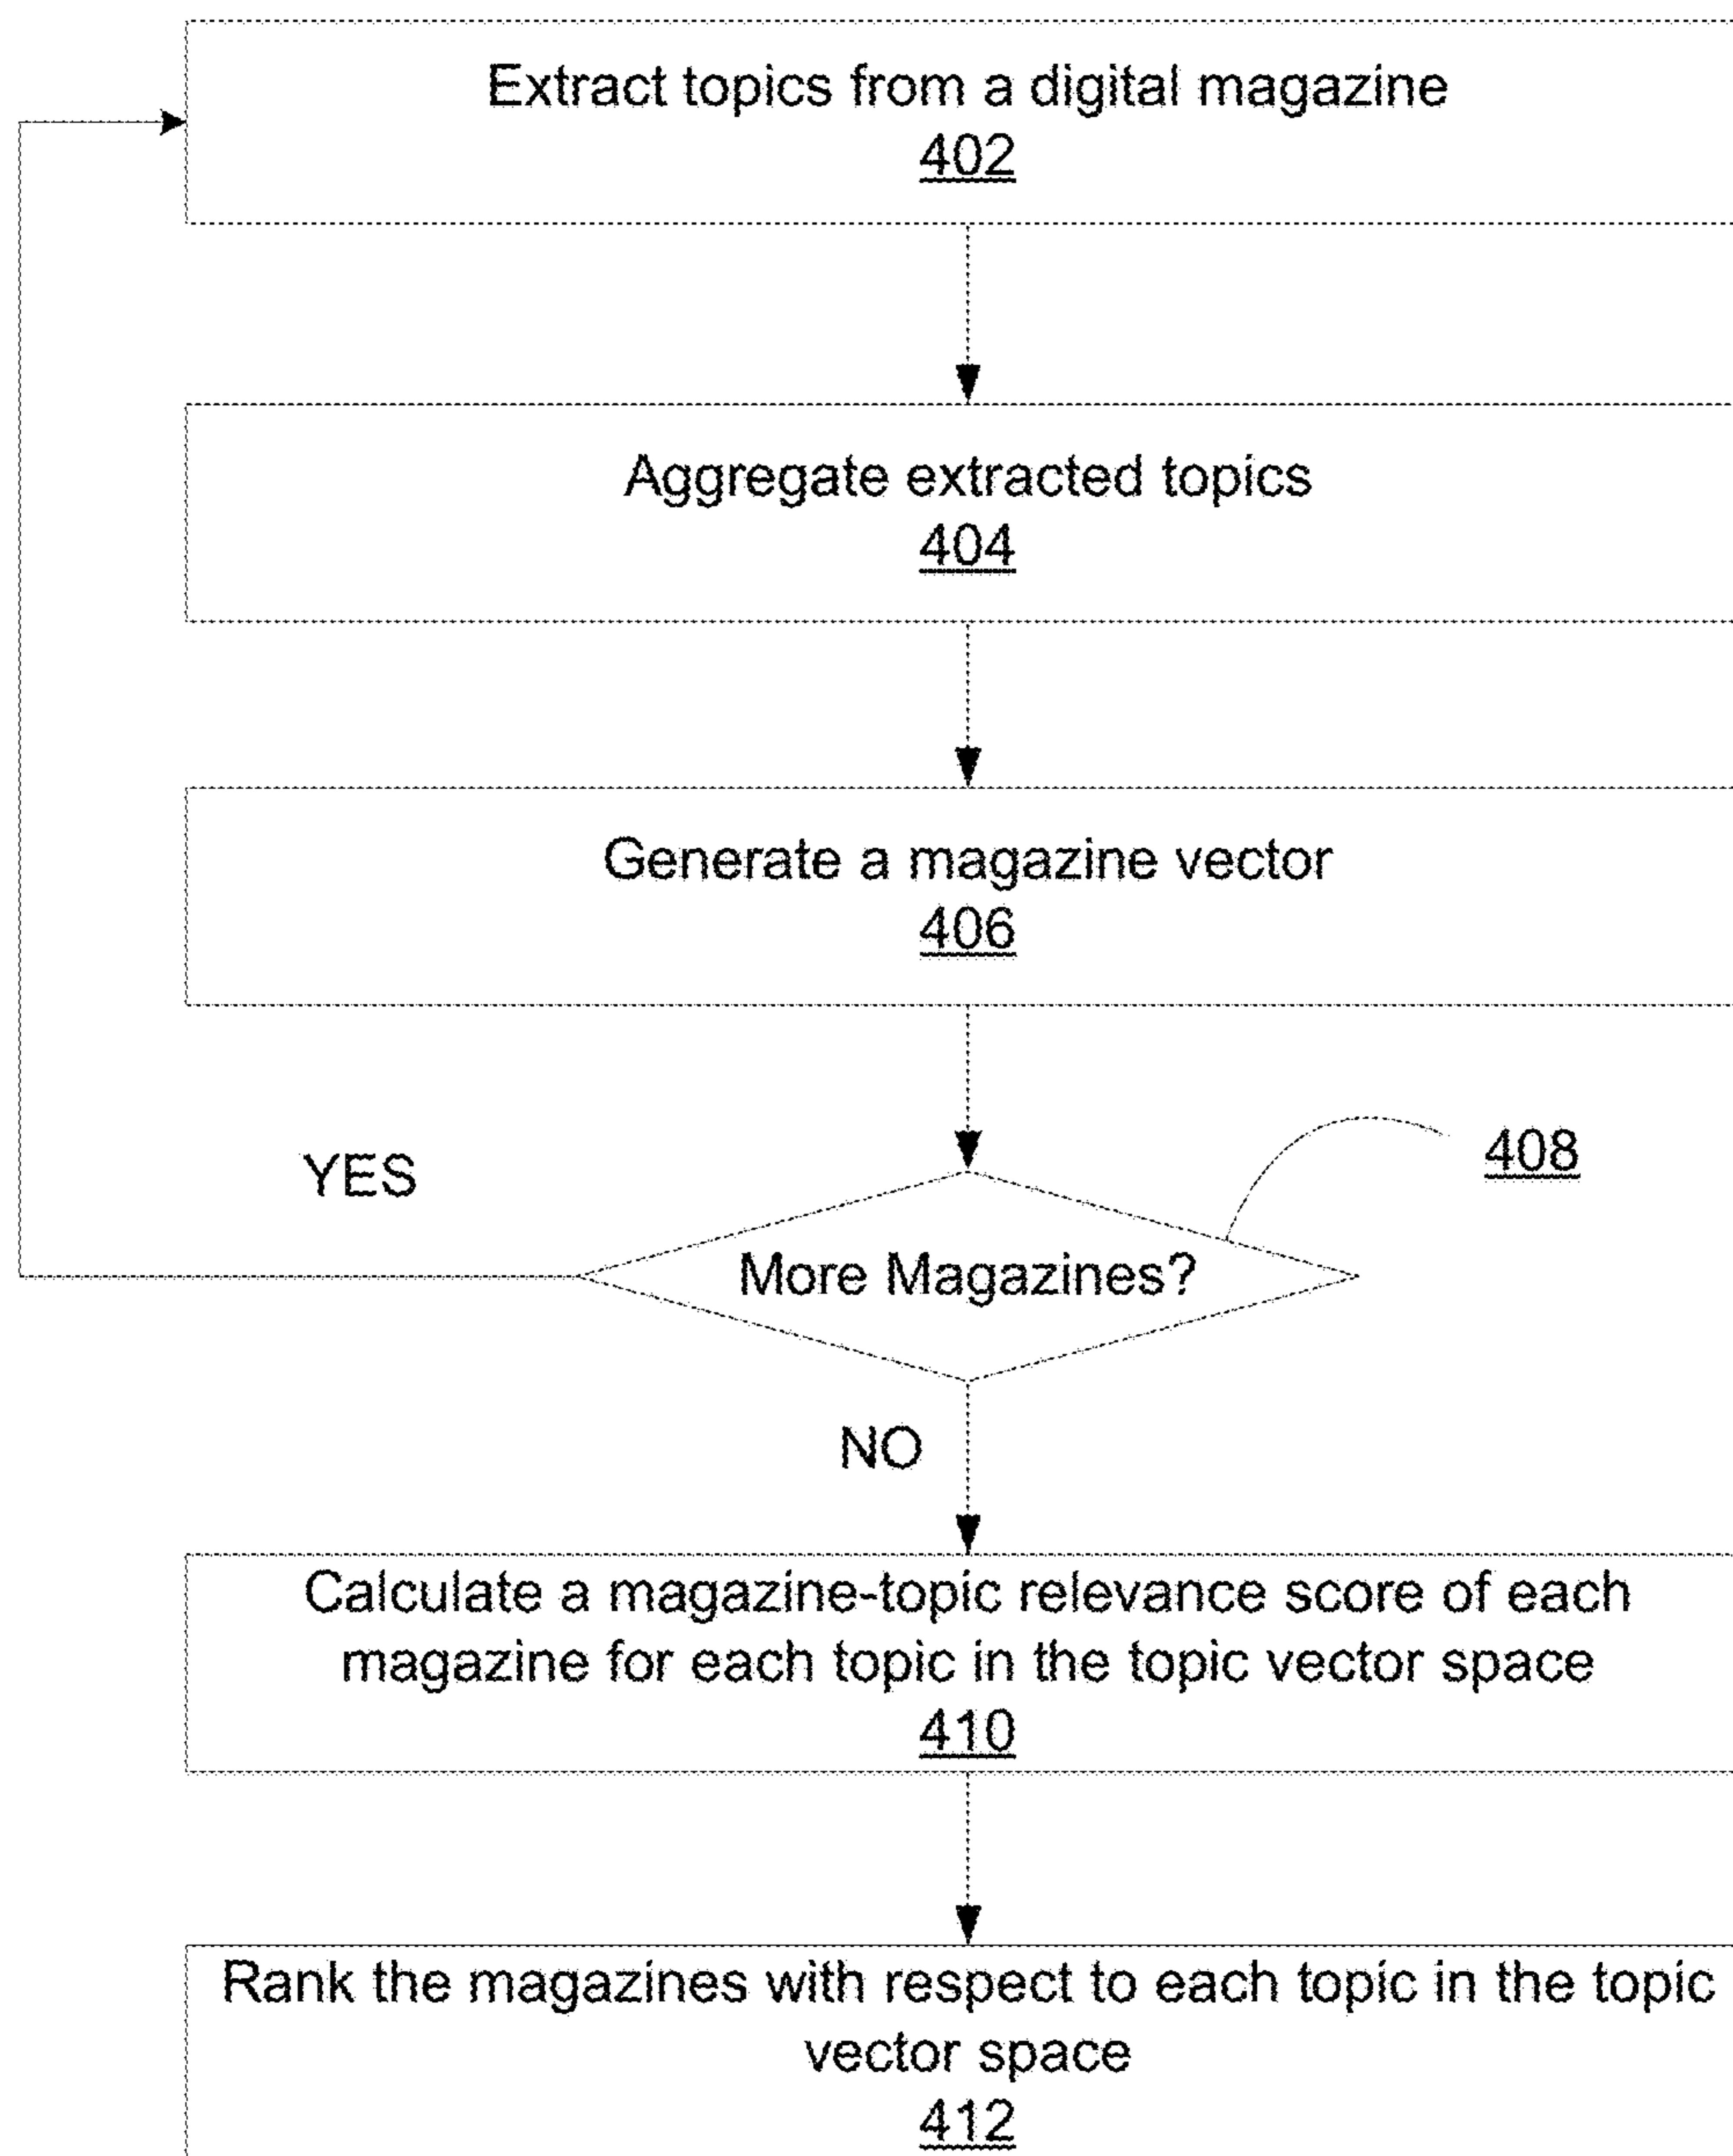 Extract topics from a digital magazine
402
Aggregate extracted topics
404
Generate a magazine vector
406
408
YES
More Magazines?
NO
Calculate a magazine-topic relevance score of each
magazine for each topic in the topic vector space
410
Rank the magazines with respect to each topic in the topic
vector space
412